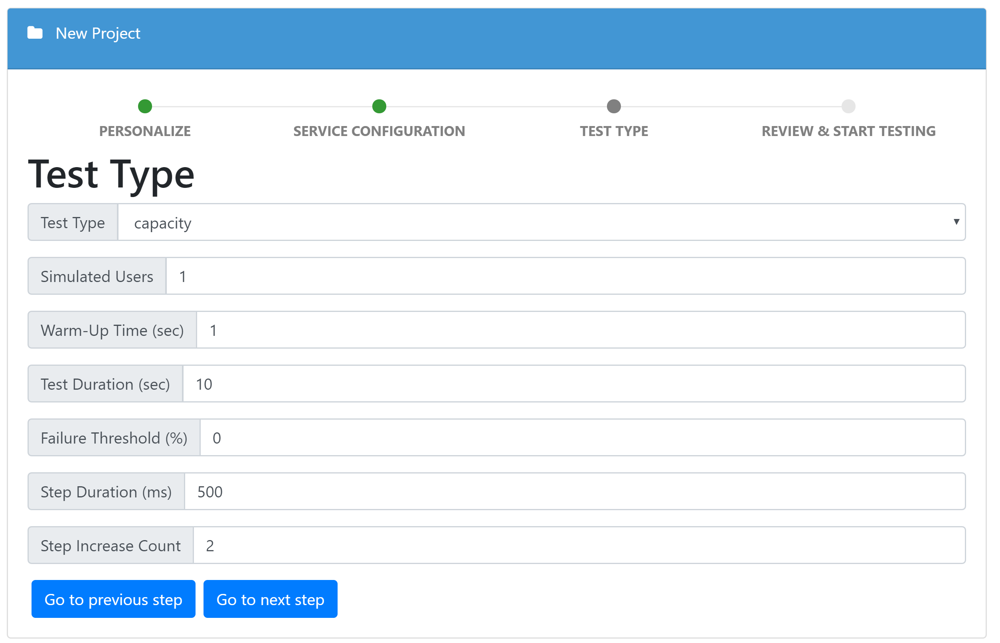 New Project
PERSONALIZE SERVICE CONFIGURATION TEST TYPE REVIEW & START TESTING
Test Type
Test Type capacity
Simulated Users 1
Warm-Up Time (sec) 1
Test Duration (sec) 10
Failure Threshold (%) 0
Step Duration (ms) 500
Step Increase Count 2
Go to previous step Go to next step